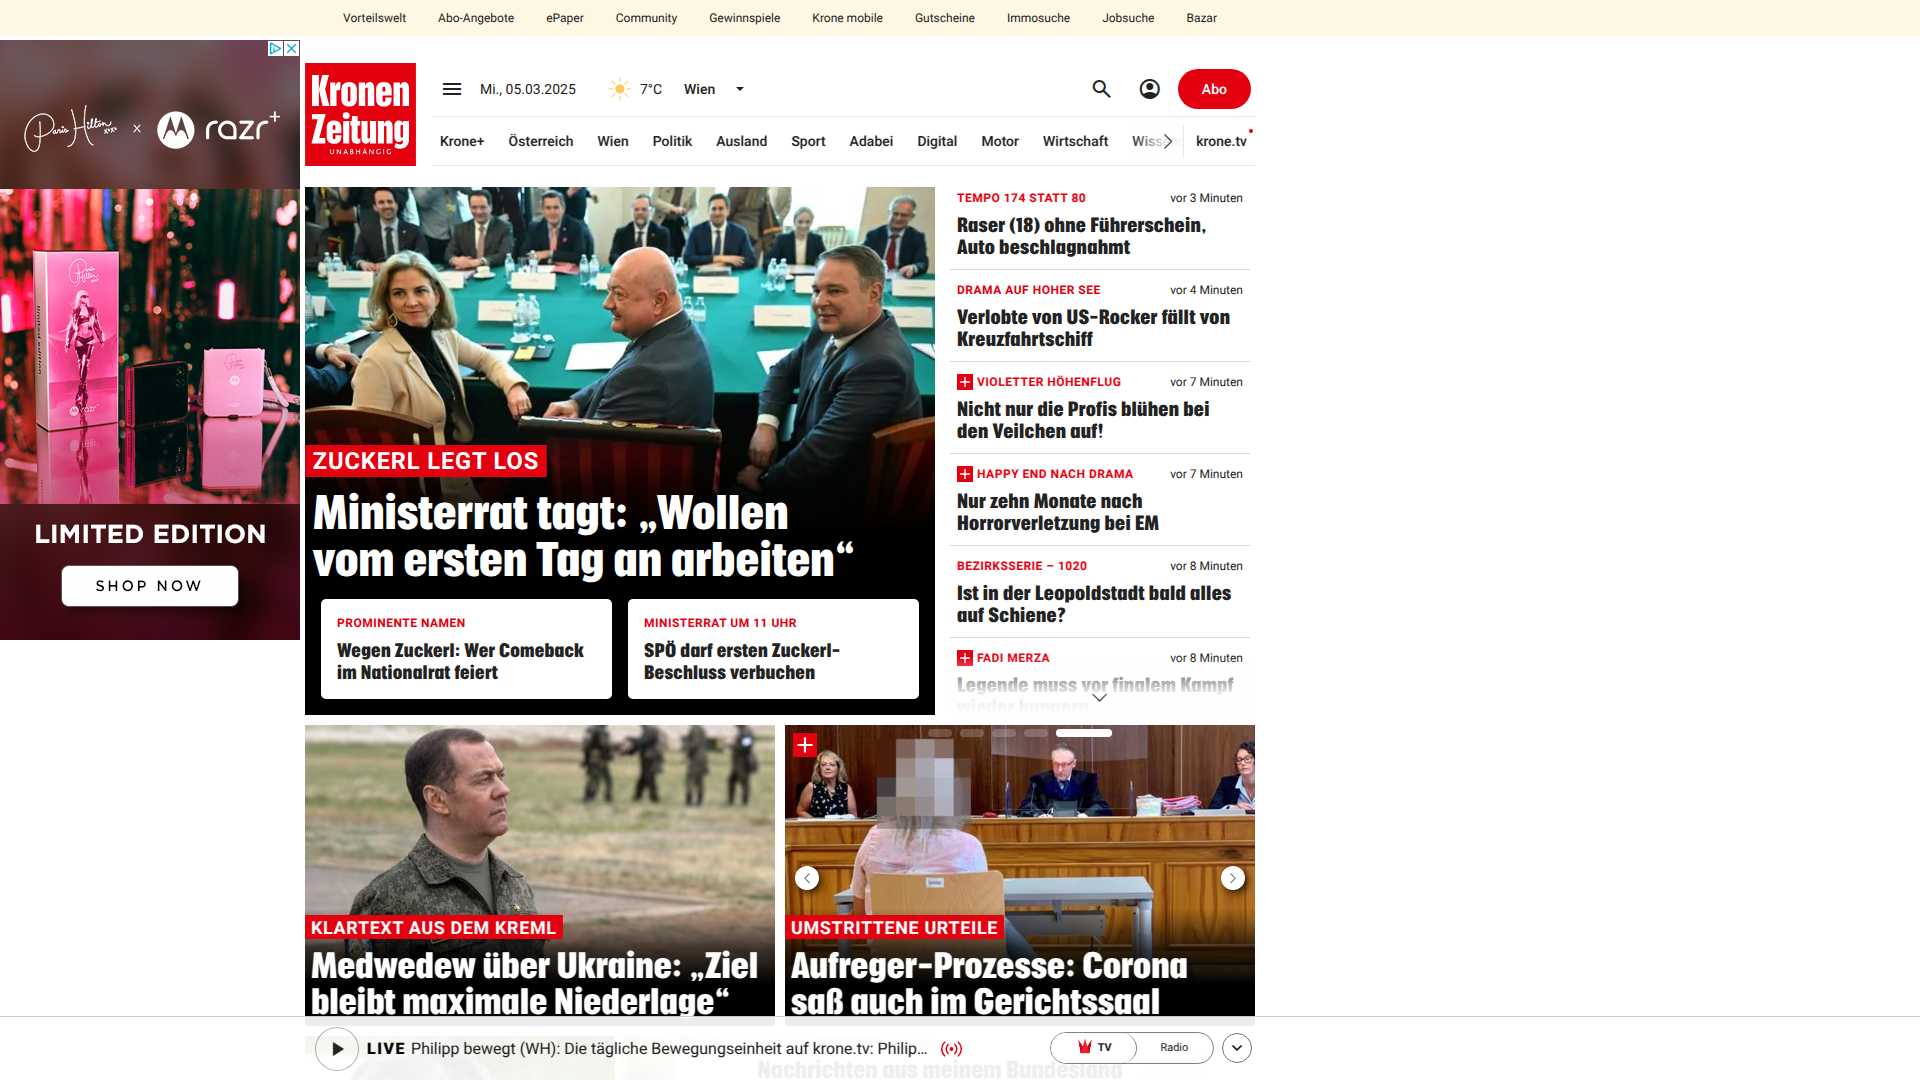 Vorteilswelt Abo-Angebote ePaper Community Gewinnspiele Krone mobile Gutscheine Immosuche Jobsuche Bazar
Paris Hilton xoxo × razr+
LIMITED EDITION
SHOP NOW
Kronen
Zeitung
UNABHÄNGIG
Mi., 05.03.2025 7°C Wien
Abo
Krone+ Österreich Wien Politik Ausland Sport Adabei Digital Motor Wirtschaft krone.tv
ZUCKERL LEGT LOS
Ministerrat tagt: „Wollen
vom ersten Tag an arbeiten“
PROMINENTE NAMEN
Wegen Zuckerl: Wer Comeback
im Nationalrat feiert
MINISTERRAT UM 11 UHR
SPÖ darf ersten Zuckerl-
Beschluss verbuchen
TEMPO 174 STATT 80 vor 3 Minuten
Raser (18) ohne Führerschein,
Auto beschlagnahmt
DRAMA AUF HOHER SEE vor 4 Minuten
Verlobte von US-Rocker fällt von
Kreuzfahrtschiff
VIOLETTER HÖHENFLUG vor 7 Minuten
Nicht nur die Profis blühen bei
den Veilchen auf!
HAPPY END NACH DRAMA vor 7 Minuten
Nur zehn Monate nach
Horrorverletzung bei EM
BEZIRKSSERIE – 1020 vor 8 Minuten
Ist in der Leopoldstadt bald alles
auf Schiene?
FADI MERZA vor 8 Minuten
Legende muss vor finalem Kampf
wieder hungern
KLARTEXT AUS DEM KREML
Medwedew über Ukraine: „Ziel
bleibt maximale Niederlage“
UMSTRITTENE URTEILE
Aufreger-Prozesse: Corona
saß auch im Gerichtssaal
LIVE Philipp bewegt (WH): Die tägliche Bewegungseinheit auf krone.tv: Philip...
TV Radio
Nachrichten aus meinem Bundesland